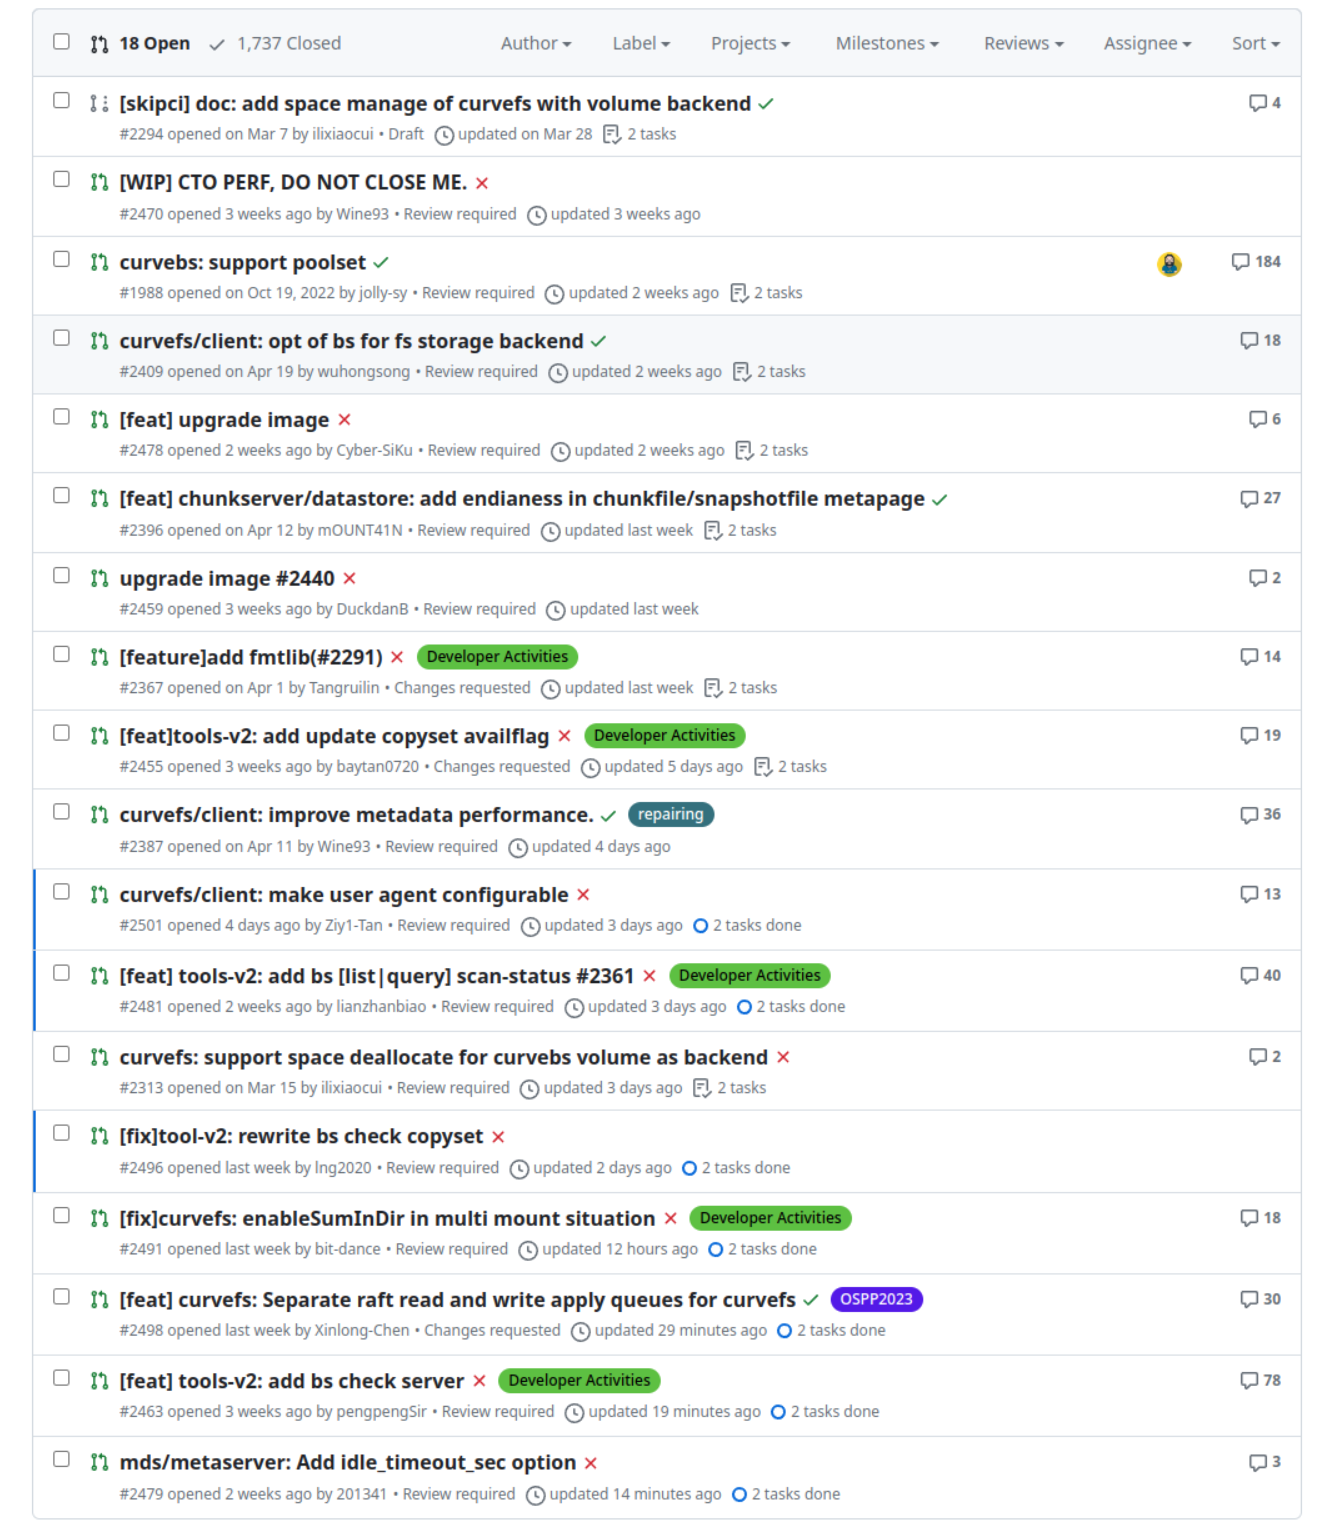 18 Open 1,737 Closed Author Label Projects Milestones Reviews Assignee Sort
[skipci] doc: add space manage of curvefs with volume backend 4
#2294 opened on Mar 7 by ilixiaocui • Draft updated on Mar 28 2 tasks
[WIP] CTO PERF, DO NOT CLOSE ME.
#2470 opened 3 weeks ago by Wine93 • Review required updated 3 weeks ago
curvebs: support poolset 184
#1988 opened on Oct 19, 2022 by jolly-sy • Review required updated 2 weeks ago 2 tasks
curvefs/client: opt of bs for fs storage backend 18
#2409 opened on Apr 19 by wuhongsong • Review required updated 2 weeks ago 2 tasks
[feat] upgrade image 6
#2478 opened 2 weeks ago by Cyber-SiKu • Review required updated 2 weeks ago 2 tasks
[feat] chunkserver/datastore: add endianess in chunkfile/snapshotfile metapage 27
#2396 opened on Apr 12 by mOUNT41N • Review required updated last week 2 tasks
upgrade image #2440 2
#2459 opened 3 weeks ago by DuckdanB • Review required updated last week
[feature]add fmtlib(#2291) Developer Activities 14
#2367 opened on Apr 1 by Tangruilin • Changes requested updated last week 2 tasks
[feat]tools-v2: add update copyset availflag Developer Activities 19
#2455 opened 3 weeks ago by baytan0720 • Changes requested updated 5 days ago 2 tasks
curvefs/client: improve metadata performance. repairing 36
#2387 opened on Apr 11 by Wine93 • Review required updated 4 days ago
curvefs/client: make user agent configurable 13
#2501 opened 4 days ago by Ziy1-Tan • Review required updated 3 days ago 2 tasks done
[feat] tools-v2: add bs [list|query] scan-status #2361 Developer Activities 40
#2481 opened 2 weeks ago by lianzhanbiao • Review required updated 3 days ago 2 tasks done
curvefs: support space deallocate for curvebs volume as backend 2
#2313 opened on Mar 15 by ilixiaocui • Review required updated 3 days ago 2 tasks
[fix]tool-v2: rewrite bs check copyset
#2496 opened last week by lng2020 • Review required updated 2 days ago 2 tasks done
[fix]curvefs: enableSumInDir in multi mount situation Developer Activities 18
#2491 opened last week by bit-dance • Review required updated 12 hours ago 2 tasks done
[feat] curvefs: Separate raft read and write apply queues for curvefs OSPP2023 30
#2498 opened last week by Xinlong-Chen • Changes requested updated 29 minutes ago 2 tasks done
[feat] tools-v2: add bs check server Developer Activities 78
#2463 opened 3 weeks ago by pengpengSir • Review required updated 19 minutes ago 2 tasks done
mds/metaserver: Add idle_timeout_sec option 3
#2479 opened 2 weeks ago by 201341 • Review required updated 14 minutes ago 2 tasks done